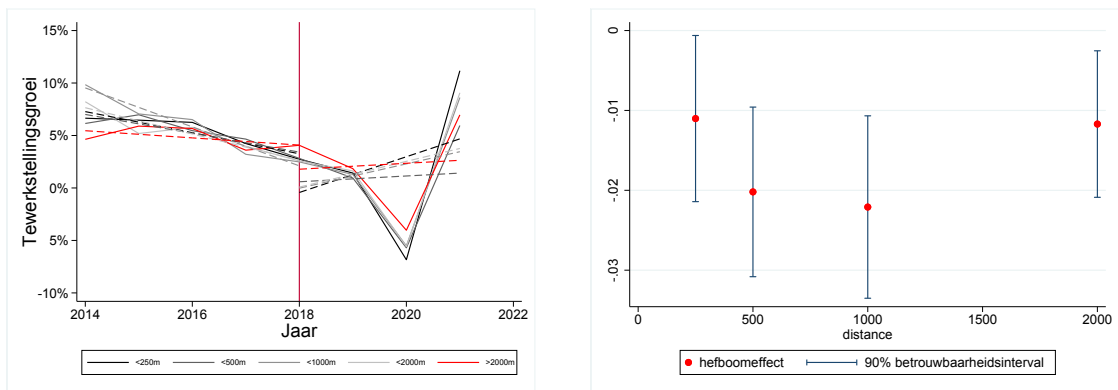 15%
10%
5%
0%
5%
-10%
Tewerkstellingsgroei
2014
2016
2018
2020
2022
Jaar
<250m
<500m
<1000m
<2000m
>2000m
-0
-.01
-.02
-.03
0
500
1000
1500
2000
distance
hefboomeffect
90% betrouwbaarheidsinterval